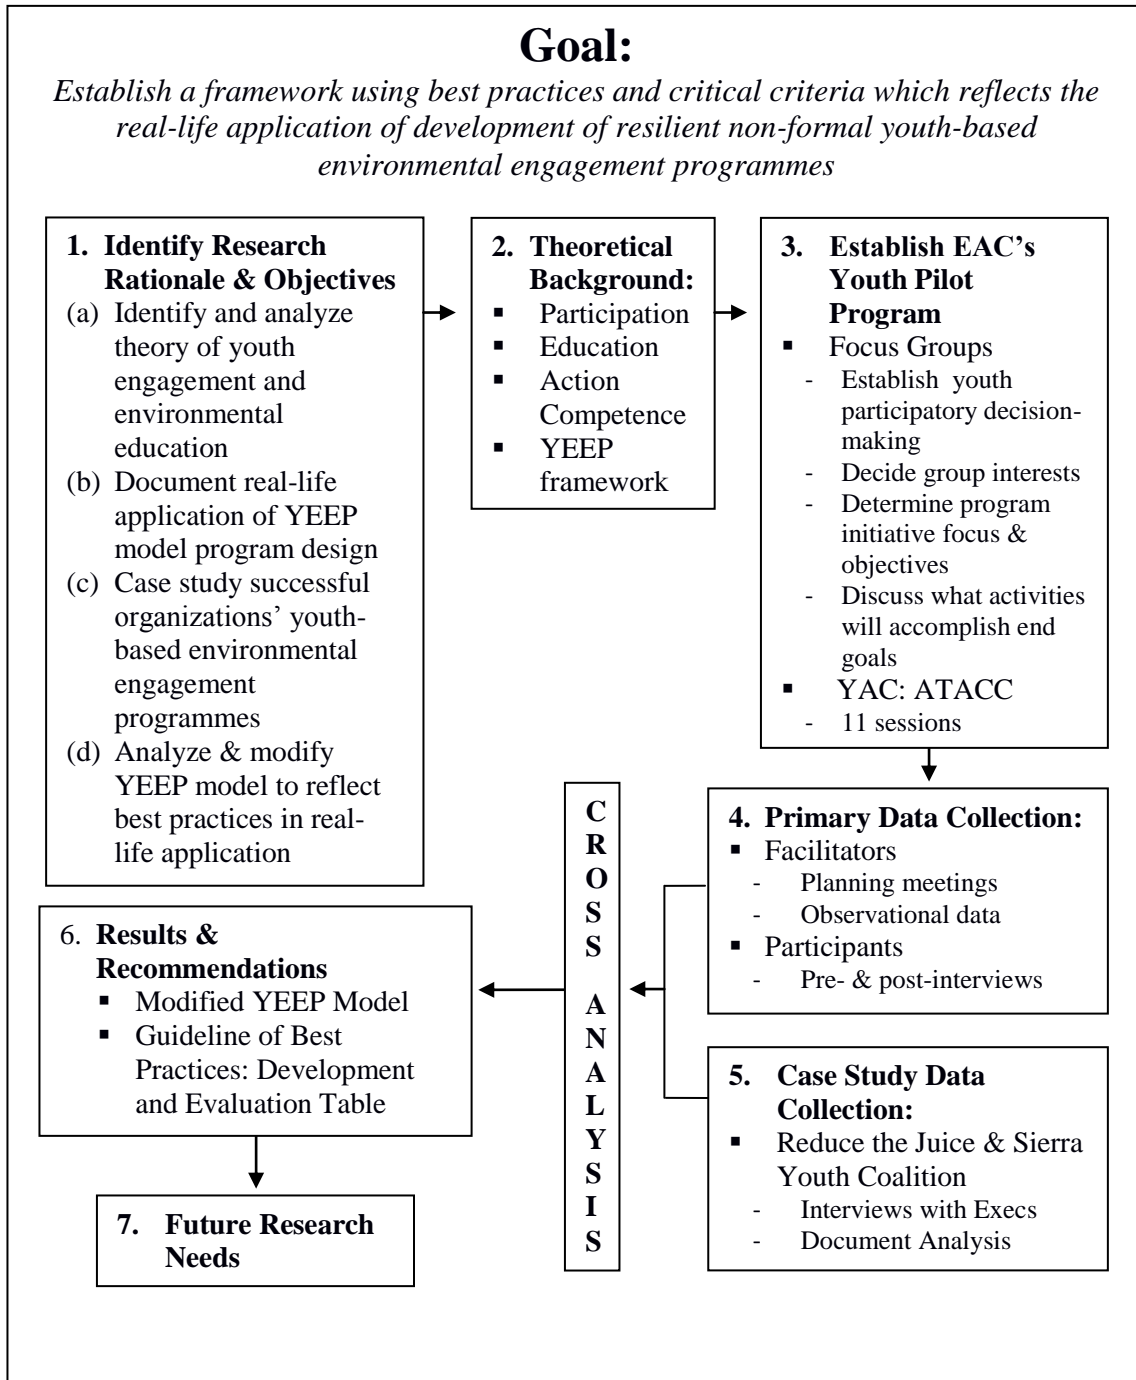 Goal:
Establish a framework using best practices and critical criteria which reflects the
real-life application of development of resilient non-formal youth-based
environmental engagement programmes
1. Identify Research
Rationale & Objectives
(a) Identify and analyze
theory of youth
engagement and
environmental
education
(b) Document real-life
application of YEEP
model program design
(c) Case study successful
organizations’ youth-
based environmental
engagement
programmes
(d) Analyze & modify
YEEP model to reflect
best practices in real-
life application
2. Theoretical
Background:
▪ Participation
▪ Education
▪ Action
Competence
▪ YEEP
framework
3. Establish EAC’s
Youth Pilot
Program
▪ Focus Groups
- Establish youth
participatory decision-
making
- Decide group interests
- Determine program
initiative focus &
objectives
- Discuss what activities
will accomplish end
goals
▪ YAC: ATACC
- 11 sessions
4. Primary Data Collection:
▪ Facilitators
- Planning meetings
- Observational data
▪ Participants
- Pre- & post-interviews
5. Case Study Data
Collection:
▪ Reduce the Juice & Sierra
Youth Coalition
- Interviews with Execs
- Document Analysis
CROSS ANALYSIS
6. Results &
Recommendations
▪ Modified YEEP Model
▪ Guideline of Best
Practices: Development
and Evaluation Table
7. Future Research
Needs